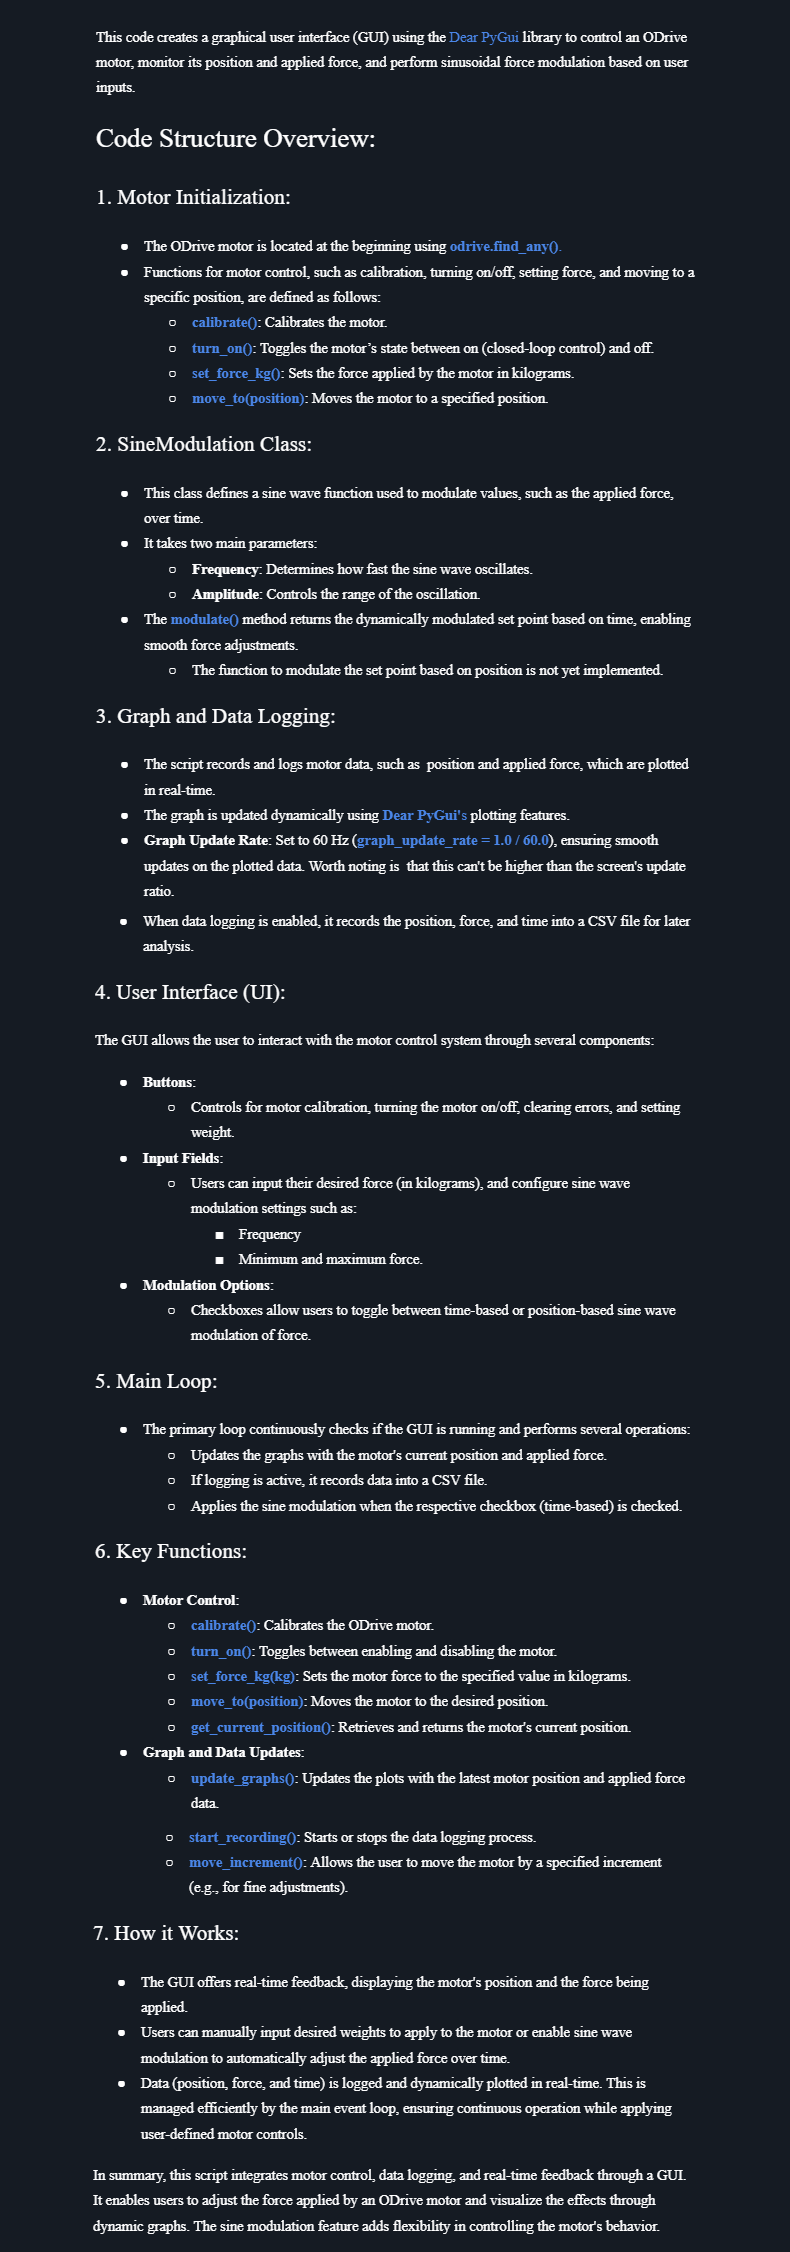 This code creates a graphical user interface (GUI) using the Dear PyGui library to control an ODrive
motor, monitor its position and applied force, and perform sinusoidal force modulation based on user
inputs.
Code Structure Overview:
1. Motor Initialization:
● The ODrive motor is located at the beginning using odrive.find_any().
● Functions for motor control, such as calibration, turning on/off, setting force, and moving to a
specific position, are defined as follows:
○ calibrate(): Calibrates the motor.
○ turn_on(): Toggles the motor’s state between on (closed-loop control) and off.
○ set_force_kg(): Sets the force applied by the motor in kilograms.
○ move_to(position): Moves the motor to a specified position.
2. SineModulation Class:
● This class defines a sine wave function used to modulate values, such as the applied force,
over time.
● It takes two main parameters:
○ Frequency: Determines how fast the sine wave oscillates.
○ Amplitude: Controls the range of the oscillation.
● The modulate() method returns the dynamically modulated set point based on time, enabling
smooth force adjustments.
○ The function to modulate the set point based on position is not yet implemented.
3. Graph and Data Logging:
● The script records and logs motor data, such as  position and applied force, which are plotted
in real-time.
● The graph is updated dynamically using Dear PyGui's plotting features.
● Graph Update Rate: Set to 60 Hz (graph_update_rate = 1.0 / 60.0), ensuring smooth
updates on the plotted data. Worth noting is  that this can't be higher than the screen's update
ratio.
● When data logging is enabled, it records the position, force, and time into a CSV file for later
analysis.
4. User Interface (UI):
The GUI allows the user to interact with the motor control system through several components:
● Buttons:
○ Controls for motor calibration, turning the motor on/off, clearing errors, and setting
weight.
● Input Fields:
○ Users can input their desired force (in kilograms), and configure sine wave
modulation settings such as:
■ Frequency
■ Minimum and maximum force.
● Modulation Options:
○ Checkboxes allow users to toggle between time-based or position-based sine wave
modulation of force.
5. Main Loop:
● The primary loop continuously checks if the GUI is running and performs several operations:
○ Updates the graphs with the motor's current position and applied force.
○ If logging is active, it records data into a CSV file.
○ Applies the sine modulation when the respective checkbox (time-based) is checked.
6. Key Functions:
● Motor Control:
○ calibrate(): Calibrates the ODrive motor.
○ turn_on(): Toggles between enabling and disabling the motor.
○ set_force_kg(kg): Sets the motor force to the specified value in kilograms.
○ move_to(position): Moves the motor to the desired position.
○ get_current_position(): Retrieves and returns the motor's current position.
● Graph and Data Updates:
○ update_graphs(): Updates the plots with the latest motor position and applied force
data.
○ start_recording(): Starts or stops the data logging process.
○ move_increment(): Allows the user to move the motor by a specified increment
(e.g., for fine adjustments).
7. How it Works:
● The GUI offers real-time feedback, displaying the motor's position and the force being
applied.
● Users can manually input desired weights to apply to the motor or enable sine wave
modulation to automatically adjust the applied force over time.
● Data (position, force, and time) is logged and dynamically plotted in real-time. This is
managed efficiently by the main event loop, ensuring continuous operation while applying
user-defined motor controls.
In summary, this script integrates motor control, data logging, and real-time feedback through a GUI.
It enables users to adjust the force applied by an ODrive motor and visualize the effects through
dynamic graphs. The sine modulation feature adds flexibility in controlling the motor's behavior.